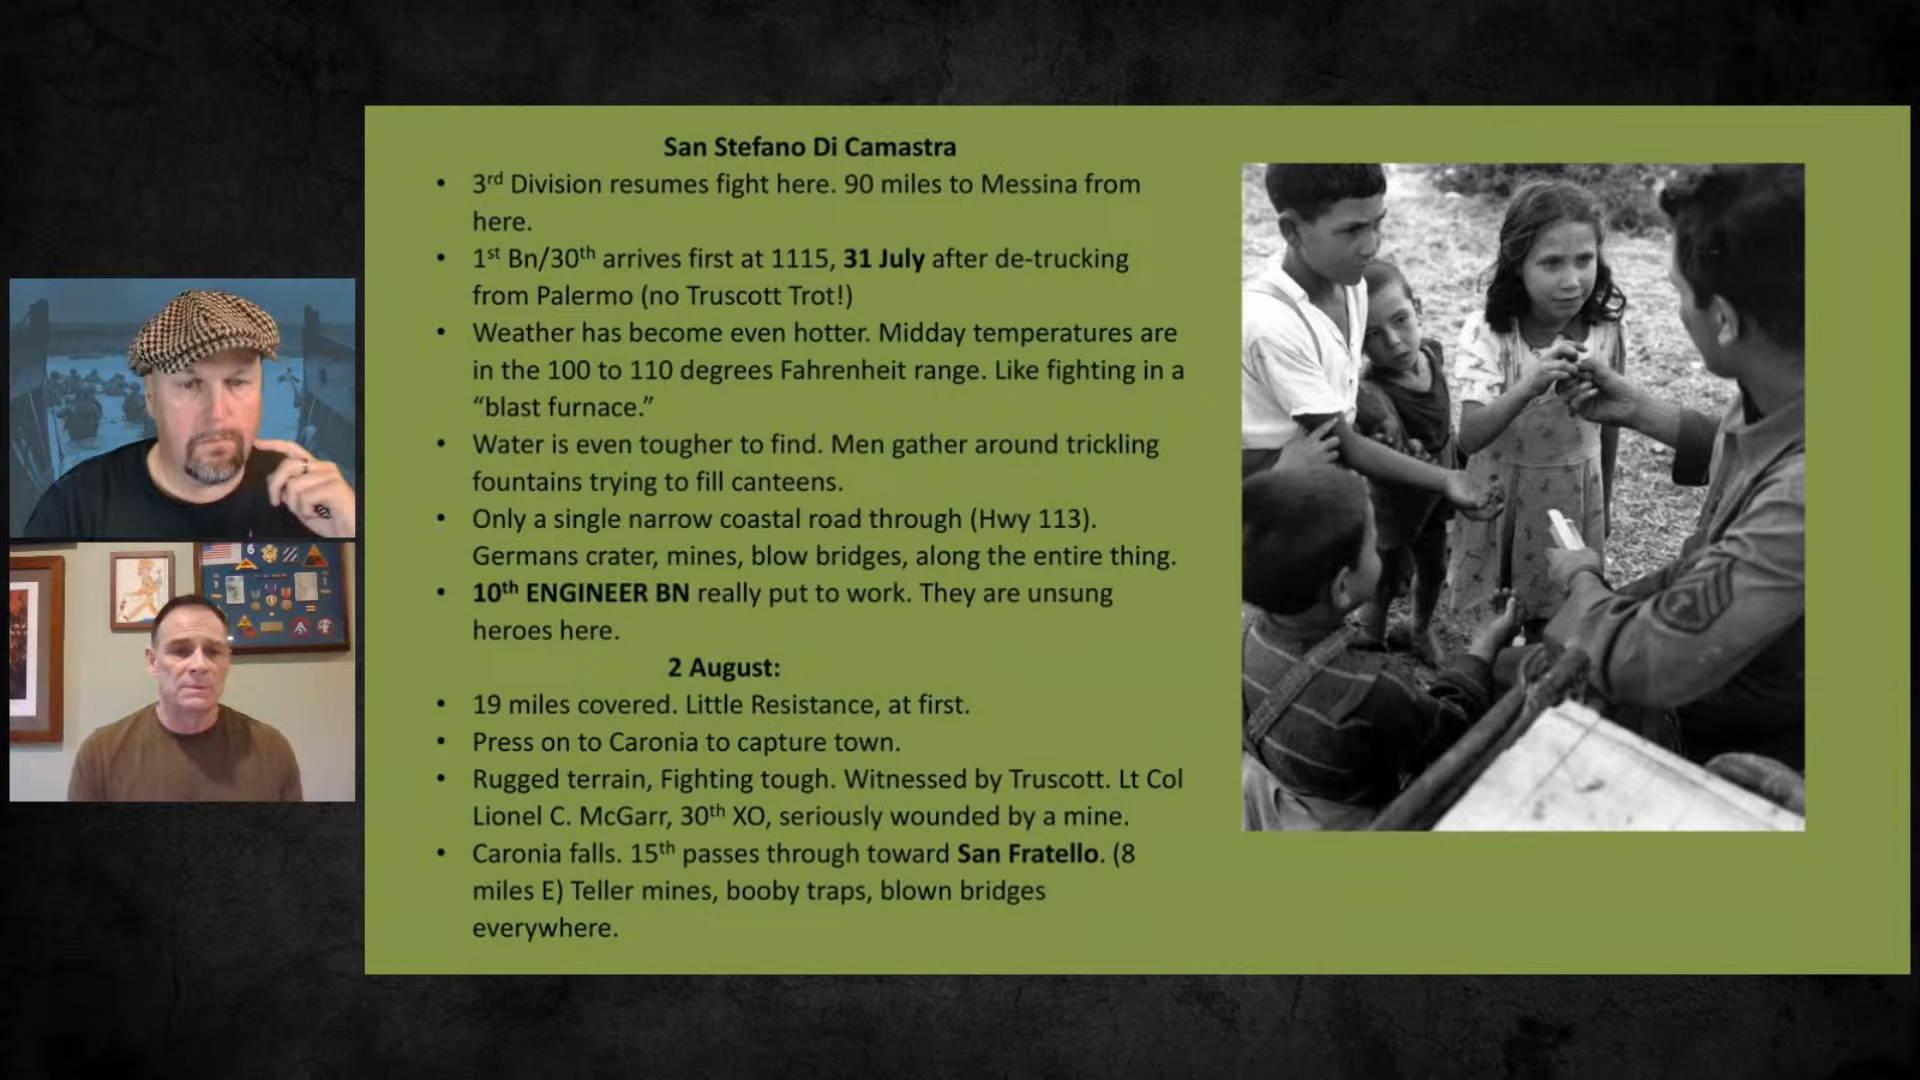 San Stefano Di Camastra
• 3rd Division resumes fight here. 90 miles to Messina from
here.
• 1st Bn/30th arrives first at 1115, 31 July after de-trucking
from Palermo (no Truscott Trot!)
• Weather has become even hotter. Midday temperatures are
in the 100 to 110 degrees Fahrenheit range. Like fighting in a
“blast furnace.”
• Water is even tougher to find. Men gather around trickling
fountains trying to fill canteens.
• Only a single narrow coastal road through (Hwy 113).
Germans crater, mines, blow bridges, along the entire thing.
• 10th ENGINEER BN really put to work. They are unsung
heroes here.
2 August:
• 19 miles covered. Little Resistance, at first.
• Press on to Caronia to capture town.
• Rugged terrain, Fighting tough. Witnessed by Truscott. Lt Col
Lionel C. McGarr, 30th XO, seriously wounded by a mine.
• Caronia falls. 15th passes through toward San Fratello. (8
miles E) Teller mines, booby traps, blown bridges
everywhere.